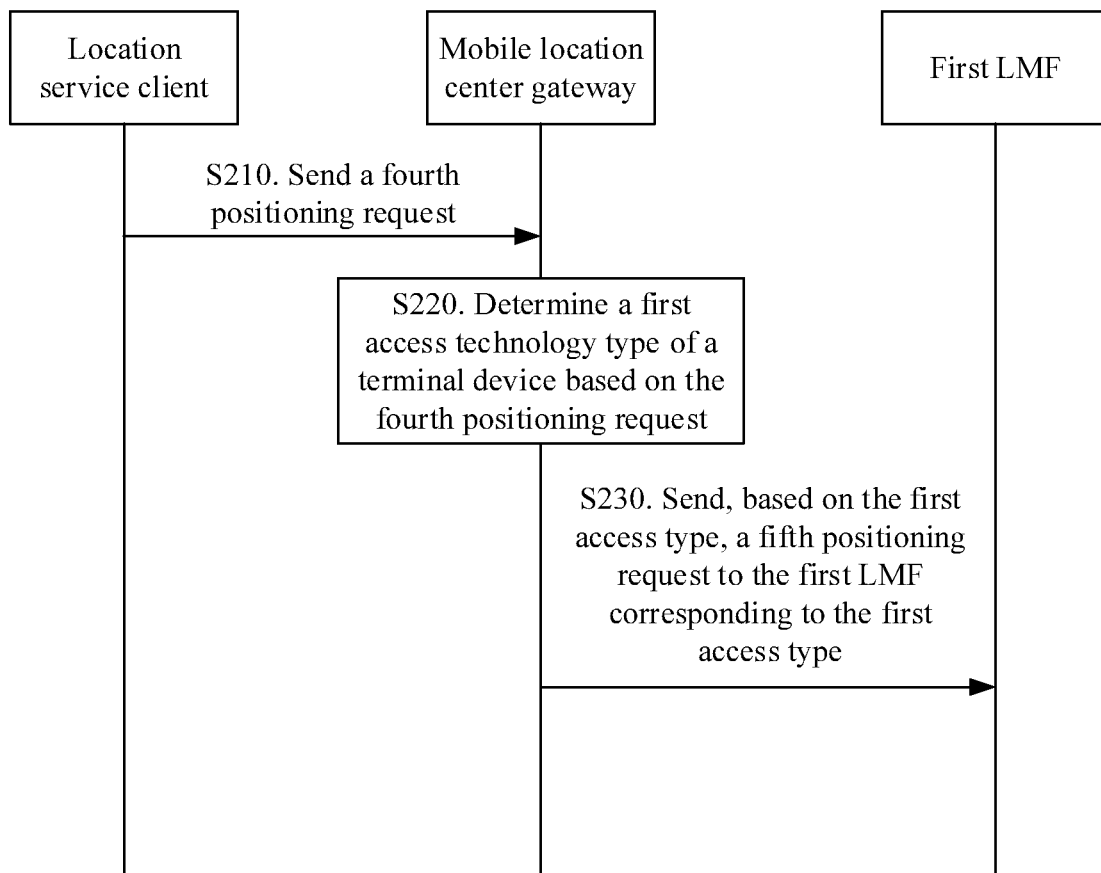 Location
service client
Mobile location
center gateway
First LMF
S210. Send a fourth
positioning request
S220. Determine a first
access technology type of a
terminal device based on the
fourth positioning request
S230. Send, based on the first
access type, a fifth positioning
request to the first LMF
corresponding to the first
access type